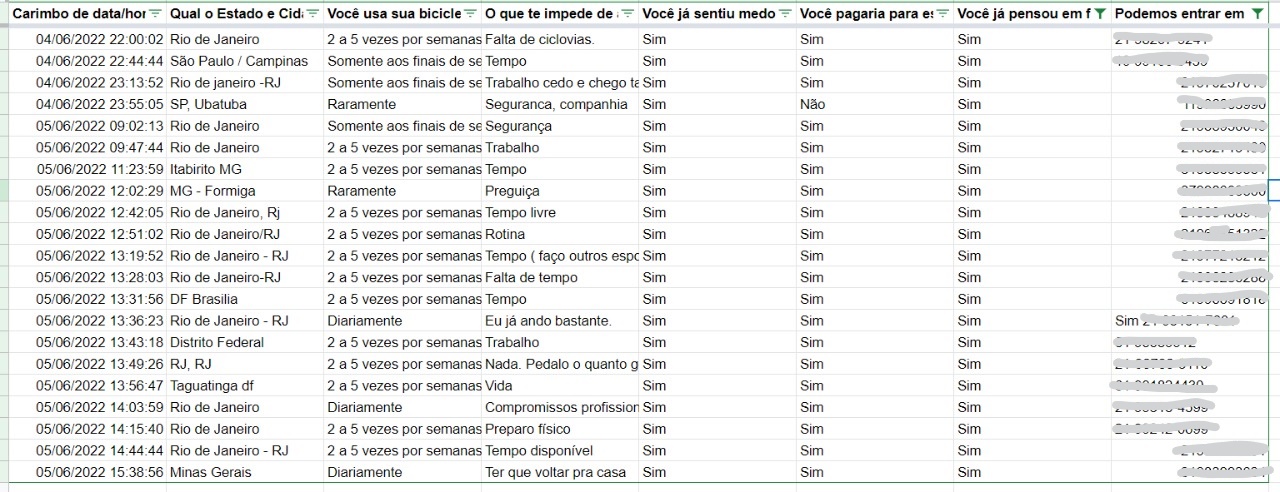 Carimbo de data/hor Qual o Estado e Cida Você usa sua bicicle O que te impede de Você já sentiu medo Você pagaria para es Você já pensou em f Podemos entrar em
04/06/2022 22:00:02 Rio de Janeiro 2 a 5 vezes por semanas Falta de ciclovias. Sim Sim Sim
04/06/2022 22:44:44 São Paulo / Campinas Somente aos finais de se Tempo Sim Sim Sim
04/06/2022 23:13:52 Rio de janeiro -RJ Somente aos finais de se Trabalho cedo e chego ta Sim Sim Sim
04/06/2022 23:55:05 SP, Ubatuba Raramente Seguranca, companhia Sim Não Sim
05/06/2022 09:02:13 Rio de Janeiro Somente aos finais de se Segurança Sim Sim Sim
05/06/2022 09:47:44 Rio de Janeiro 2 a 5 vezes por semanas Trabalho Sim Sim Sim
05/06/2022 11:23:59 Itabirito MG 2 a 5 vezes por semanas Tempo Sim Sim Sim
05/06/2022 12:02:29 MG - Formiga Raramente Preguiça Sim Sim Sim
05/06/2022 12:42:05 Rio de Janeiro, Rj 2 a 5 vezes por semanas Tempo livre Sim Sim Sim
05/06/2022 12:51:02 Rio de Janeiro/RJ 2 a 5 vezes por semanas Rotina Sim Sim Sim
05/06/2022 13:19:52 Rio de Janeiro - RJ 2 a 5 vezes por semanas Tempo ( faço outros espo Sim Sim Sim
05/06/2022 13:28:03 Rio de Janeiro-RJ 2 a 5 vezes por semanas Falta de tempo Sim Sim Sim
05/06/2022 13:31:56 DF Brasilia 2 a 5 vezes por semanas Tempo Sim Sim Sim
05/06/2022 13:36:23 Rio de Janeiro - RJ Diariamente Eu já ando bastante. Sim Sim Sim Sim
05/06/2022 13:43:18 Distrito Federal 2 a 5 vezes por semanas Trabalho Sim Sim Sim
05/06/2022 13:49:26 RJ, RJ 2 a 5 vezes por semanas Nada. Pedalo o quanto g Sim Sim Sim
05/06/2022 13:56:47 Taguatinga df 2 a 5 vezes por semanas Vida Sim Sim Sim
05/06/2022 14:03:59 Rio de Janeiro Diariamente Compromissos profission Sim Sim Sim
05/06/2022 14:15:40 Rio de Janeiro 2 a 5 vezes por semanas Preparo físico Sim Sim Sim
05/06/2022 14:44:44 Rio de Janeiro - RJ 2 a 5 vezes por semanas Tempo disponível Sim Sim Sim
05/06/2022 15:38:56 Minas Gerais Diariamente Ter que voltar pra casa Sim Sim Sim